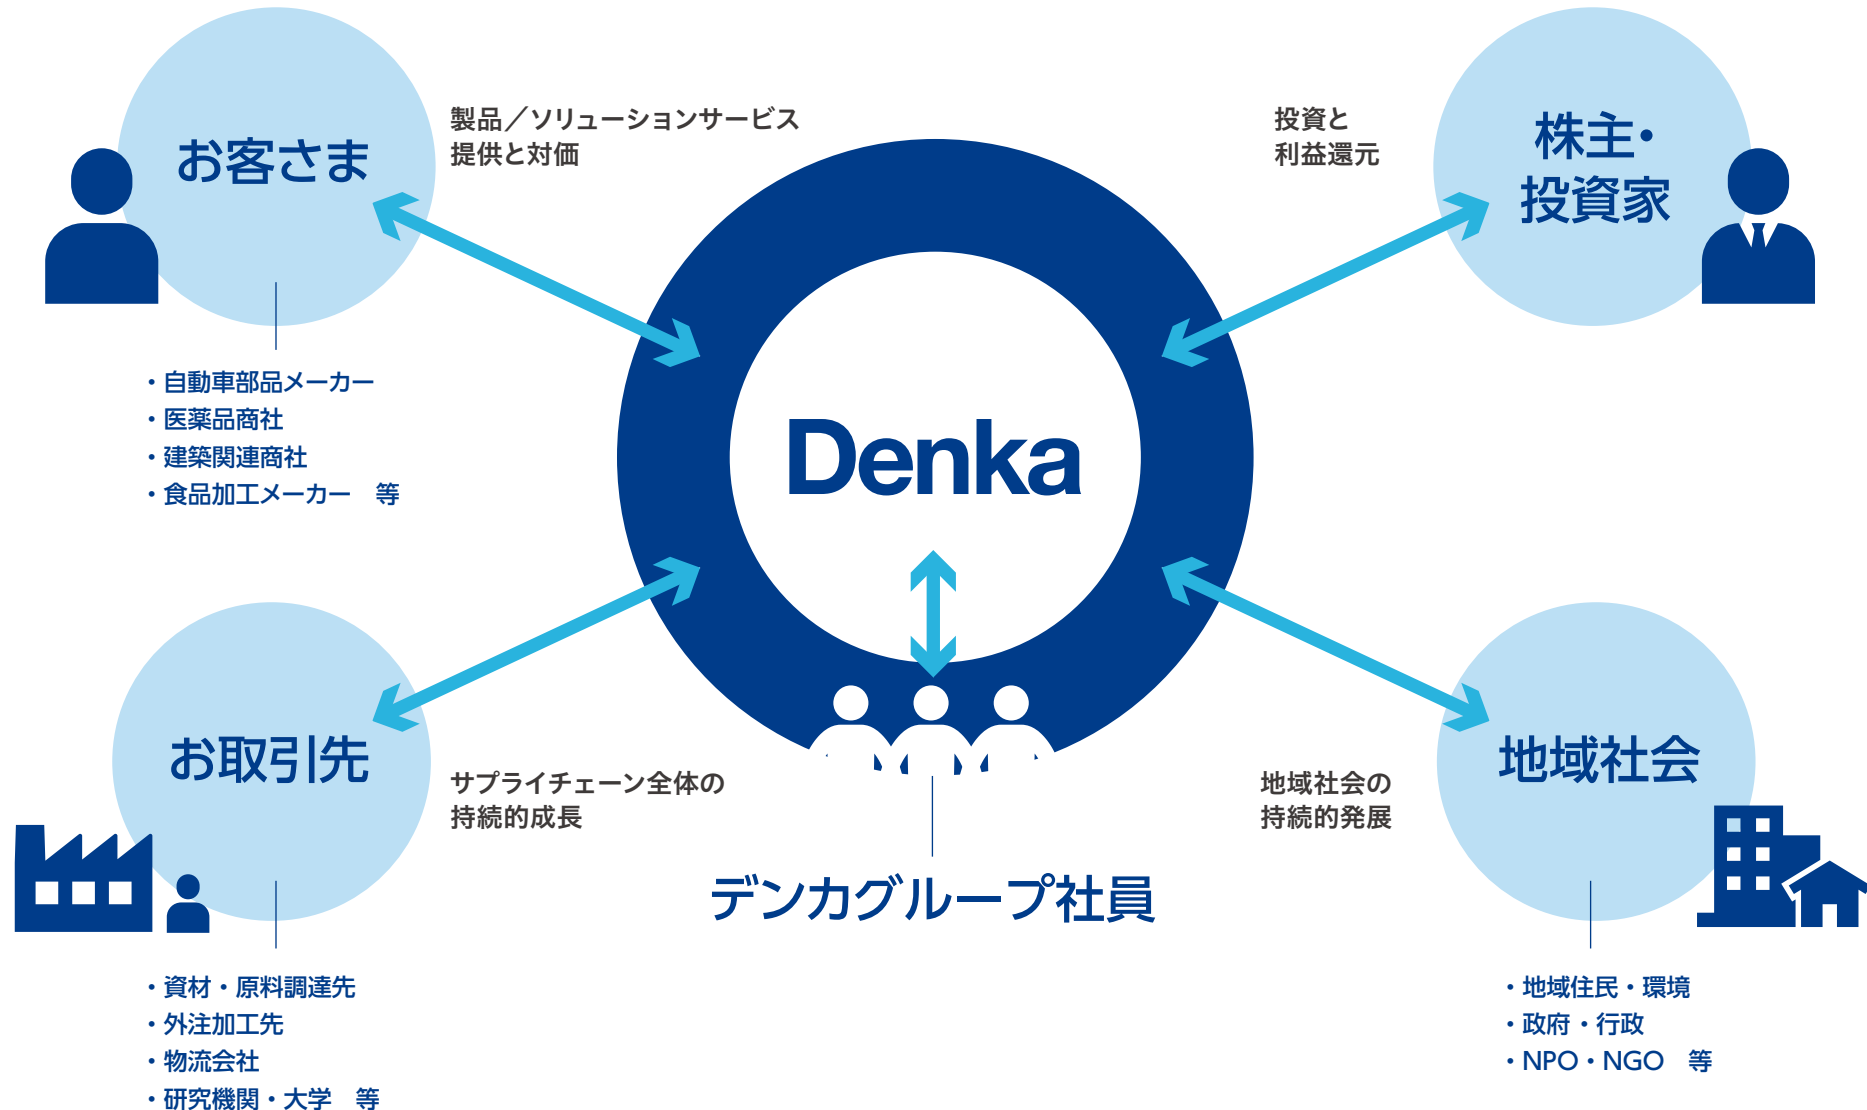 お客さま
製品／ソリューションサービス
提供と対価
・自動車部品メーカー
・医薬品商社
・建築関連商社
・食品加工メーカー　等
投資と
利益還元
株主・
投資家
Denka
お取引先
サプライチェーン全体の
持続的成長
・資材・原料調達先
・外注加工先
・物流会社
・研究機関・大学　等
デンカグループ社員
地域社会の
持続的発展
地域社会
・地域住民・環境
・政府・行政
・NPO・NGO　等